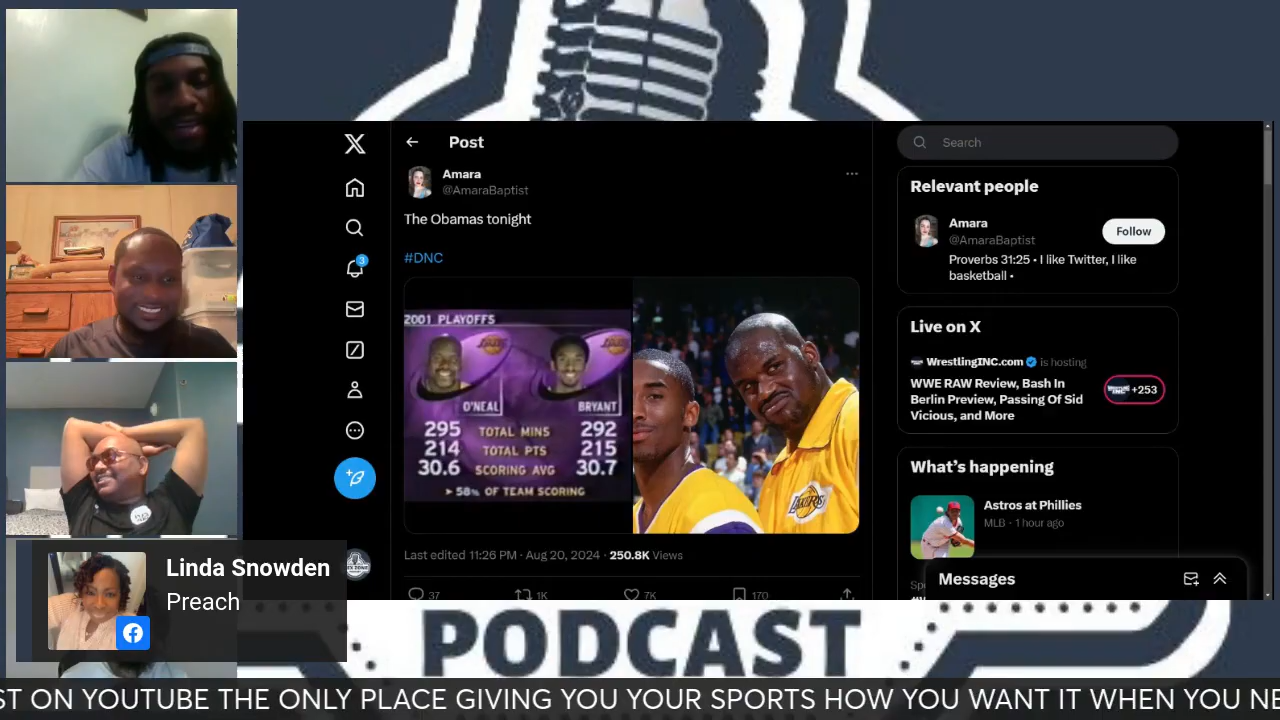 Post
Search
Amara
@AmaraBaptist
The Obamas tonight
#DNC
2001 PLAYOFFS
O'NEAL
BRYANT
295 TOTAL MINS 292
214 TOTAL PTS 215
30.6 SCORING AVG 30.7
58% OF TEAM SCORING
LAKERS
Last edited 11:26 PM · Aug 20, 2024 · 250.8K Views
37
1K
7K
170
3
Relevant people
Amara
@AmaraBaptist
Follow
Proverbs 31:25 • I like Twitter, I like
basketball •
Live on X
WrestlingINC.com is hosting
WWE RAW Review, Bash In
Berlin Preview, Passing Of Sid
Vicious, and More
+253
What's happening
Astros at Phillies
MLB · 1 hour ago
Messages
Linda Snowden
Preach
PODCAST
ST ON YOUTUBE THE ONLY PLACE GIVING YOU YOUR SPORTS HOW YOU WANT IT WHEN YOU NE